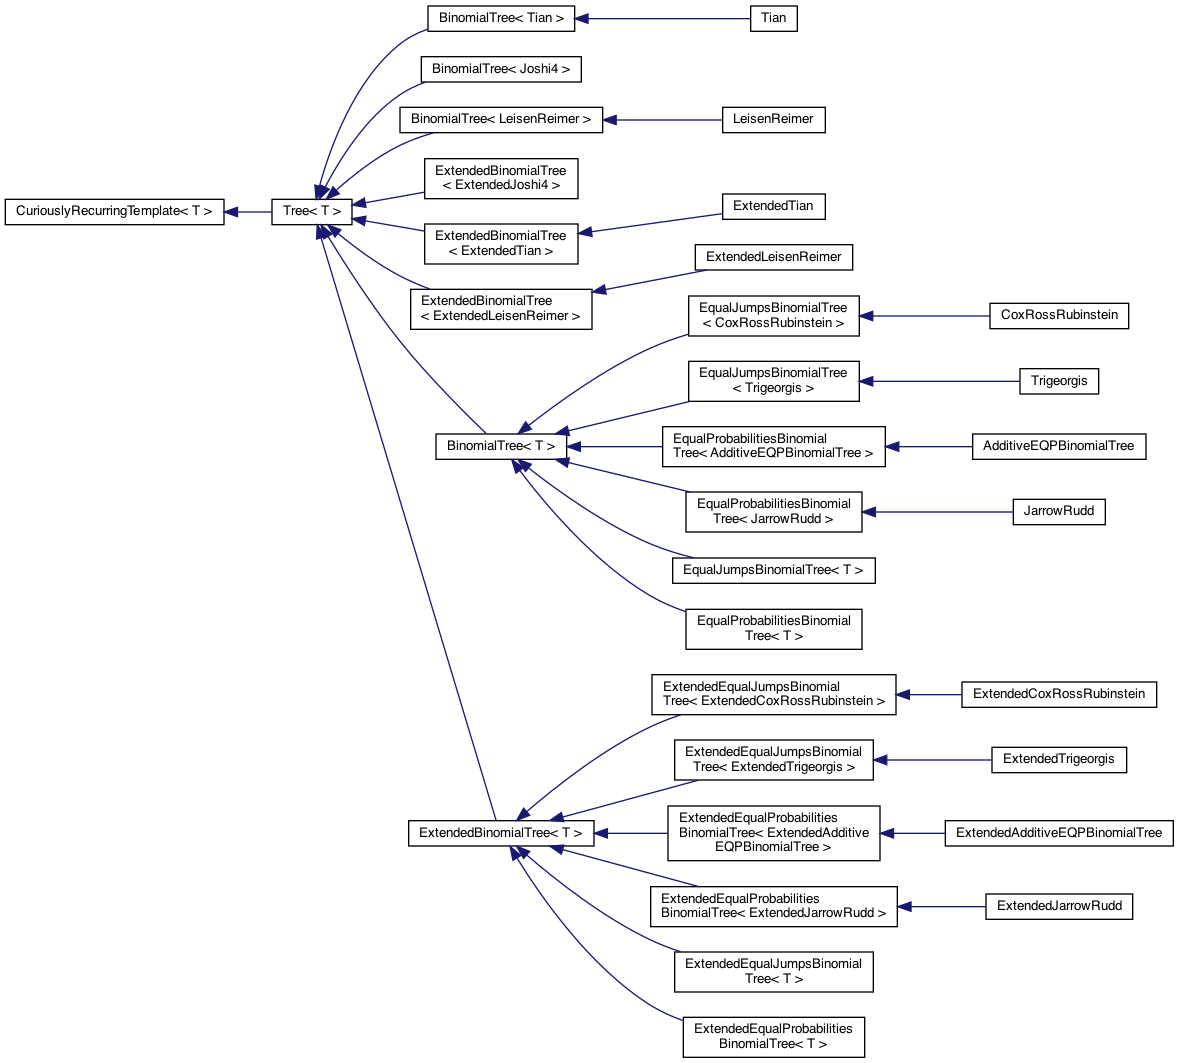 BinomialTree< Tian >
Tian
BinomialTree< Joshi4 >
BinomialTree< LeisenReimer >
LeisenReimer
ExtendedBinomialTree
< ExtendedJoshi4 >
CuriouslyRecurringTemplate< T >
Tree< T >
ExtendedTian
ExtendedBinomialTree
< ExtendedTian >
ExtendedLeisenReimer
ExtendedBinomialTree
< ExtendedLeisenReimer >
EqualJumpsBinomialTree
< CoxRossRubinstein >
CoxRossRubinstein
EqualJumpsBinomialTree
< Trigeorgis >
Trigeorgis
BinomialTree< T >
EqualProbabilitiesBinomial
Tree< AdditiveEQPBinomialTree >
AdditiveEQPBinomialTree
EqualProbabilitiesBinomial
Tree< JarrowRudd >
JarrowRudd
EqualJumpsBinomialTree< T >
EqualProbabilitiesBinomial
Tree< T >
ExtendedEqualJumpsBinomial
Tree< ExtendedCoxRossRubinstein >
ExtendedCoxRossRubinstein
ExtendedEqualJumpsBinomial
Tree< ExtendedTrigeorgis >
ExtendedTrigeorgis
ExtendedBinomialTree< T >
ExtendedEqualProbabilities
BinomialTree< ExtendedAdditive
EQPBinomialTree >
ExtendedAdditiveEQPBinomialTree
ExtendedEqualProbabilities
BinomialTree< ExtendedJarrowRudd >
ExtendedJarrowRudd
ExtendedEqualJumpsBinomial
Tree< T >
ExtendedEqualProbabilities
BinomialTree< T >